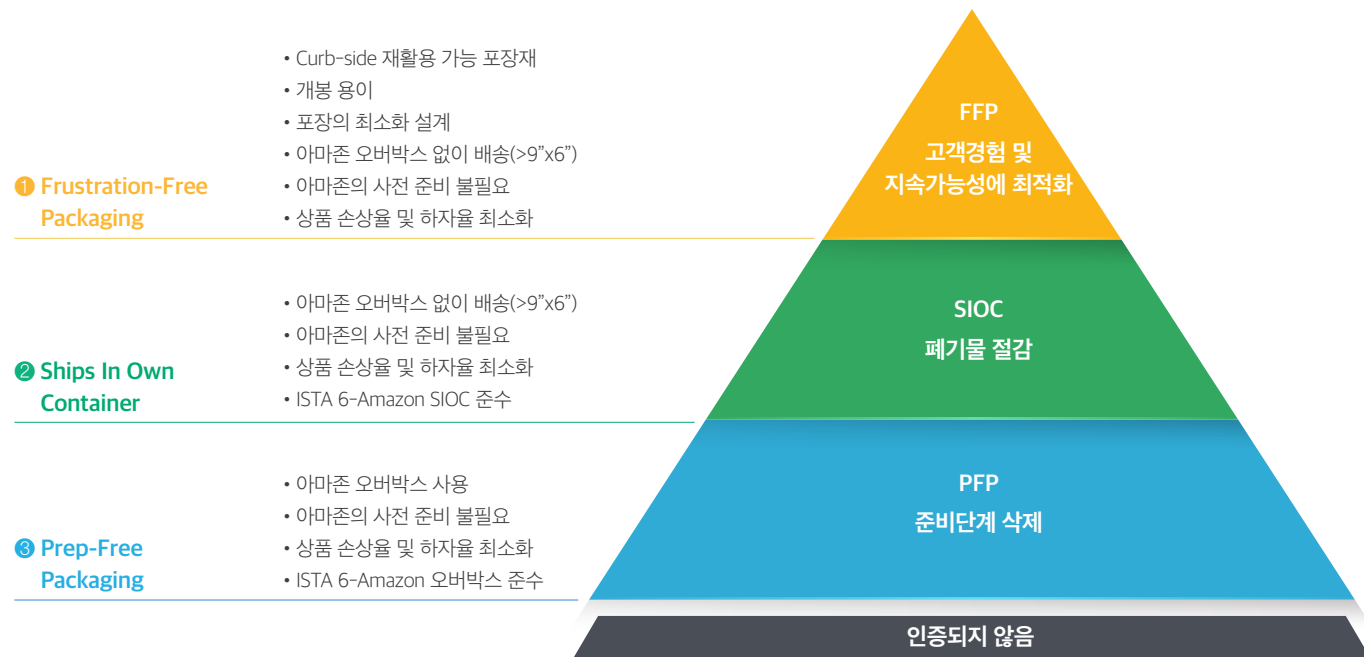 • Curb-side 재활용 가능 포장재
• 개봉 용이
• 포장의 최소화 설계
• 아마존 오버박스 없이 배송(>9”x6”)
• 아마존의 사전 준비 불필요
• 상품 손상율 및 하자율 최소화
❶ Frustration-Free
Packaging
FFP
고객경험 및
지속가능성에 최적화
• 아마존 오버박스 없이 배송(>9”x6”)
• 아마존의 사전 준비 불필요
• 상품 손상율 및 하자율 최소화
• ISTA 6-Amazon SIOC 준수
❷ Ships In Own
Container
SIOC
폐기물 절감
• 아마존 오버박스 사용
• 아마존의 사전 준비 불필요
• 상품 손상율 및 하자율 최소화
• ISTA 6-Amazon 오버박스 준수
❸ Prep-Free
Packaging
PFP
준비단계 삭제
인증되지 않음